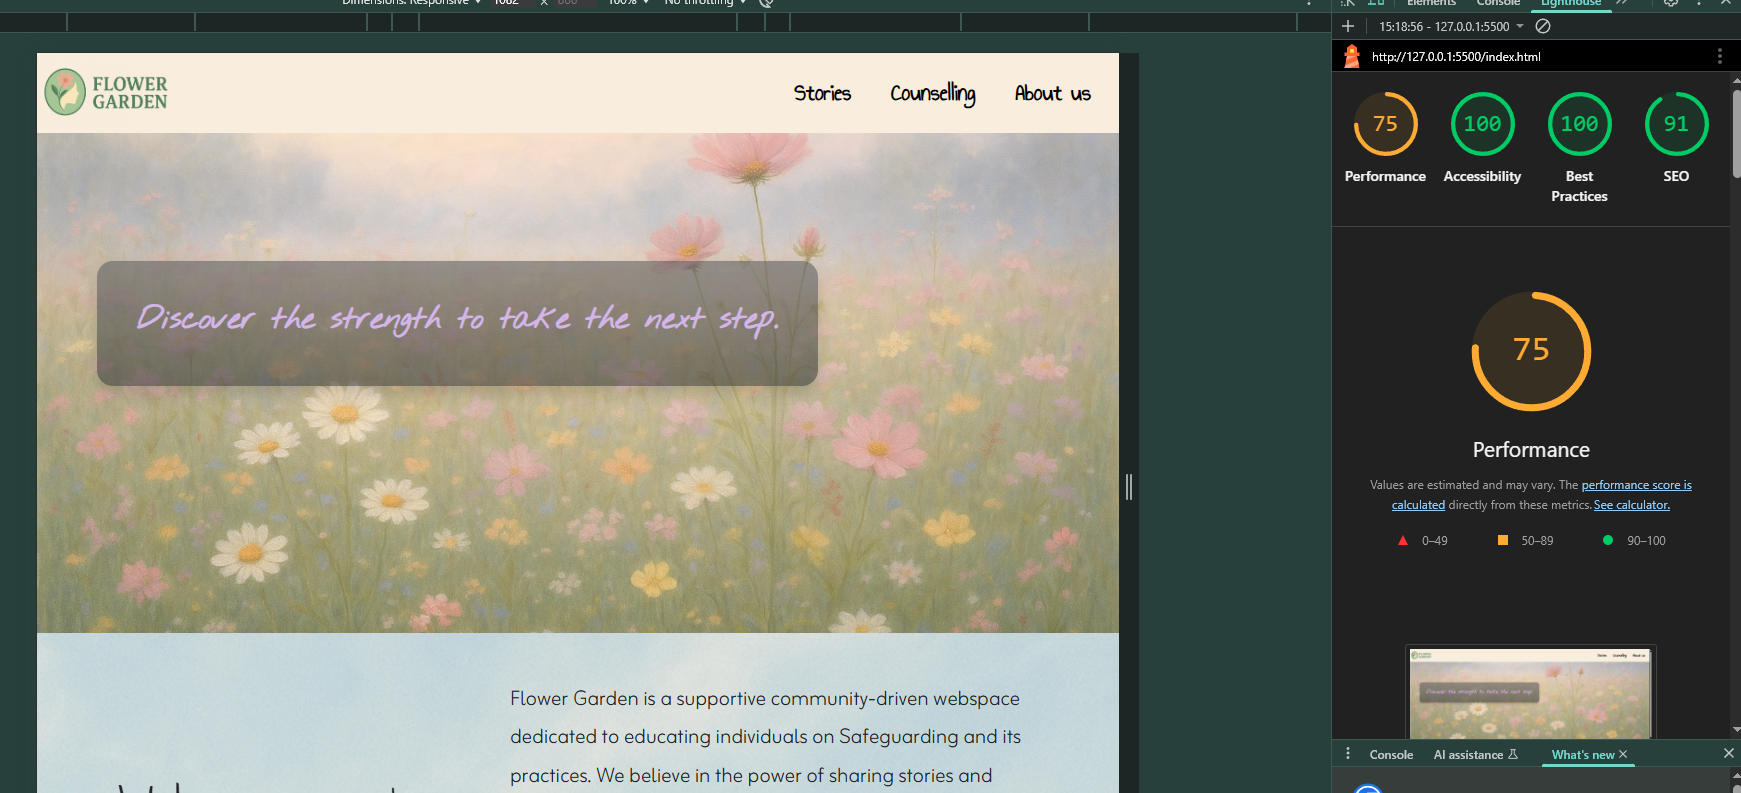 Dimensions: Responsive
1082
x
100%
No throttling
Elements
Console
Lighthouse
15:18:56 - 127.0.0.1:5500
http://127.0.0.1:5500/index.html
FLOWER
GARDEN
Stories
Counselling
About us
Discover the strength to take the next step.
Flower Garden is a supportive community-driven webspace
dedicated to educating individuals on Safeguarding and its
practices. We believe in the power of sharing stories and
75
100
100
91
Performance
Accessibility
Best
Practices
SEO
75
Performance
Values are estimated and may vary. The performance score is
calculated directly from these metrics. See calculator.
0–49
50–89
90–100
Console
AI assistance
What's new